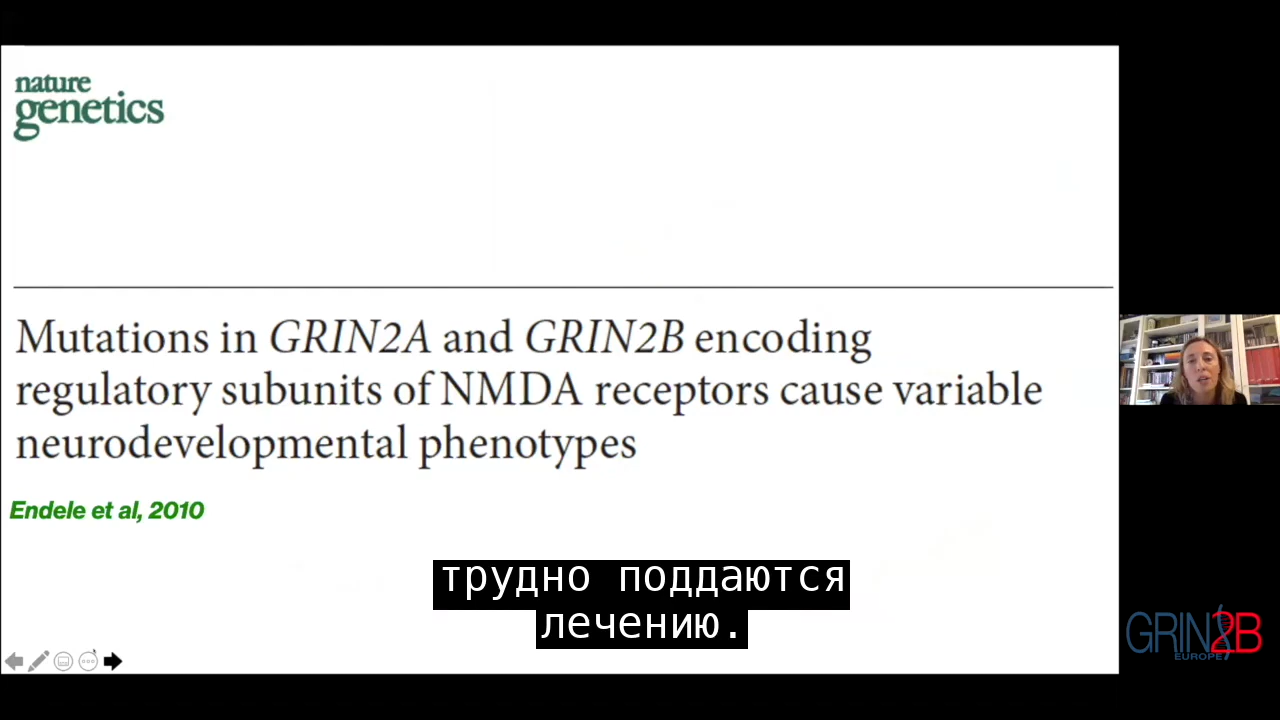 nature
genetics
Mutations in GRIN2A and GRIN2B encoding
regulatory subunits of NMDA receptors cause variable
neurodevelopmental phenotypes
Endele et al, 2010
трудно поддаются
лечению.
GRIN2B
EUROPE